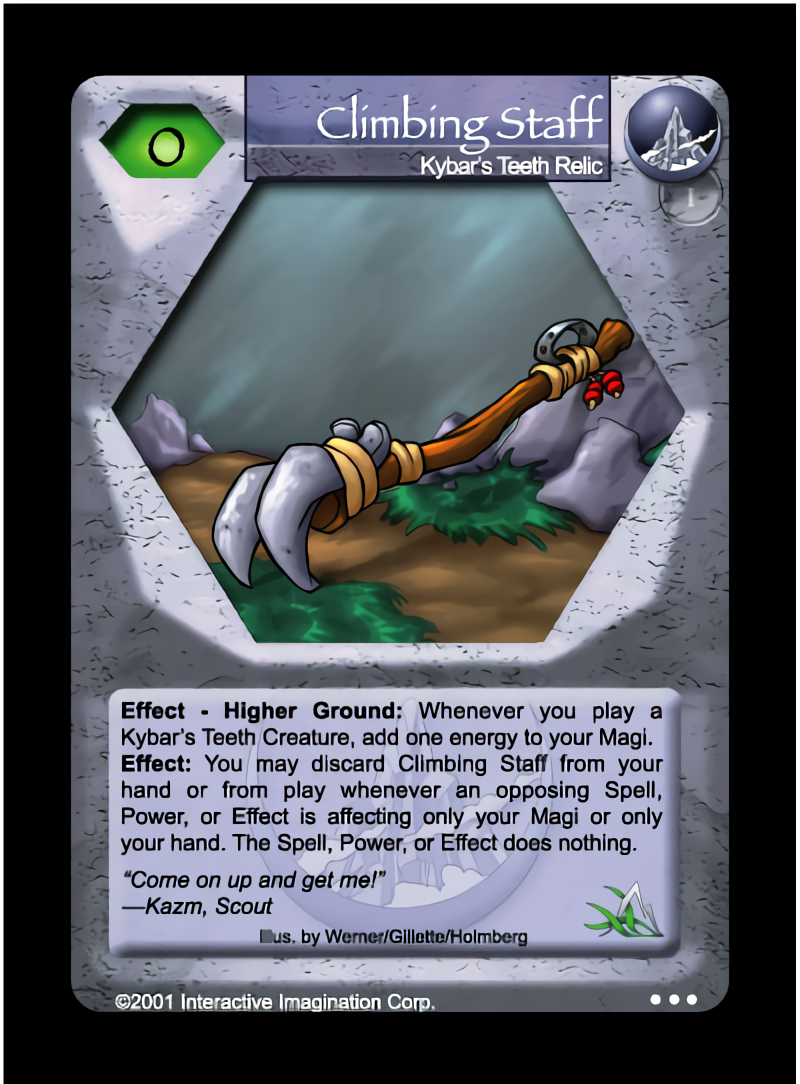 0
Climbing Staff
Kybar's Teeth Relic
I
Effect - Higher Ground: Whenever you play a
Kybar's Teeth Creature, add one energy to your Magi.
Effect: You may discard Climbing Staff from your
hand or from play whenever an opposing Spell,
Power, or Effect is affecting only your Magi or only
your hand. The Spell, Power, or Effect does nothing.
"Come on up and get me!"
—Kazm, Scout
Illus. by Werner/Gillette/Holmberg
©2001 Interactive Imagination Corp.